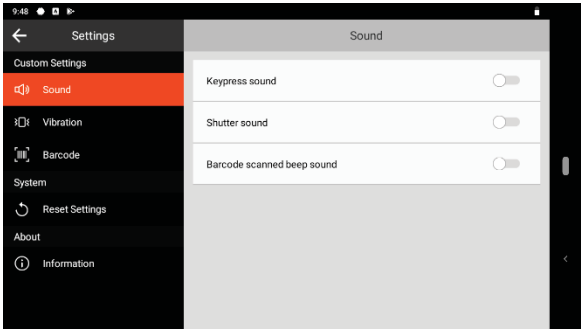 9:48
Settings
Sound
Custom Settings
Sound
Keypress sound
Vibration
Shutter sound
Barcode
Barcode scanned beep sound
System
Reset Settings
About
Information